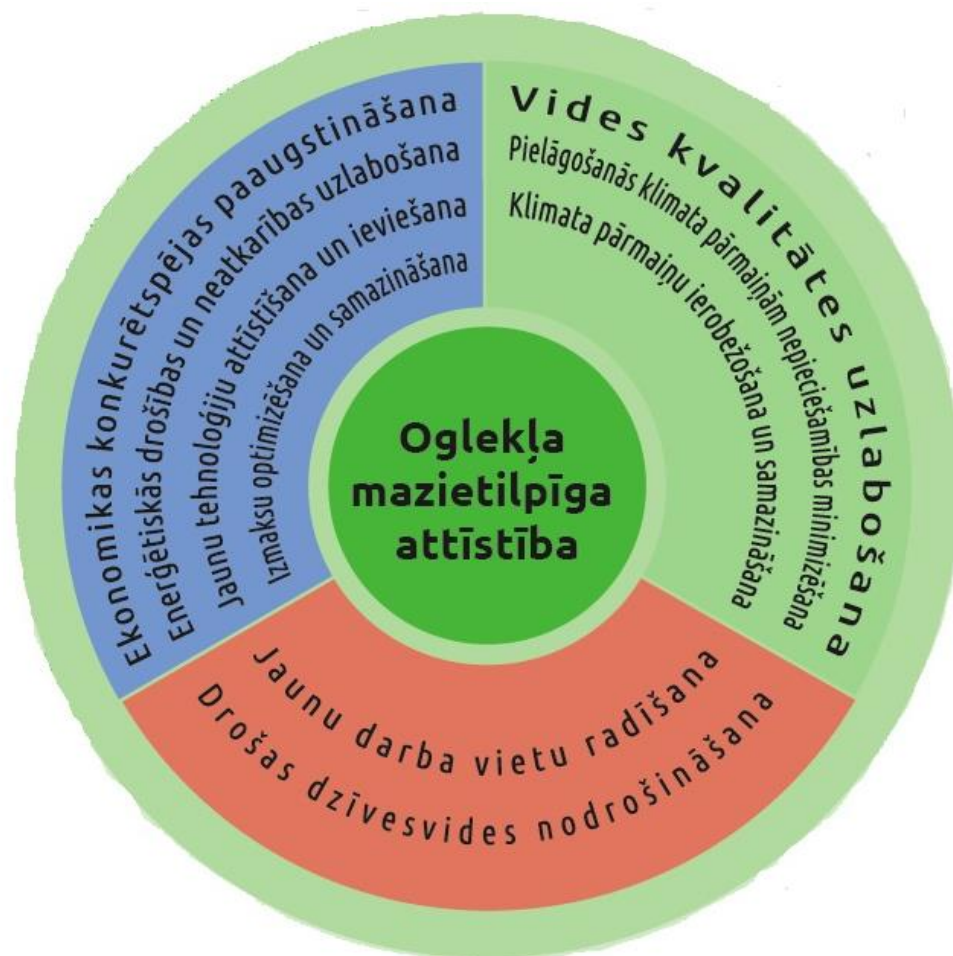 Ekonomikas konkurētspējas paaugstināšana
Enerģētiskās drošības un neatkarības uzlabošana
Jaunu tehnoloģiju attīstīšana un ieviešana
Izmaksu optimizēšana un samazināšana
Vides kvalitātes uzlabošana
Pielāgošanās klimata pārmaiņām nepieciešamības minimizēšana
Klimata pārmaiņu ierobežošana un samazināšana
Oglekļa
mazietilpīga
attīstība
Jaunu darba vietu radīšana
Drošas dzīvesvides nodrošināšana